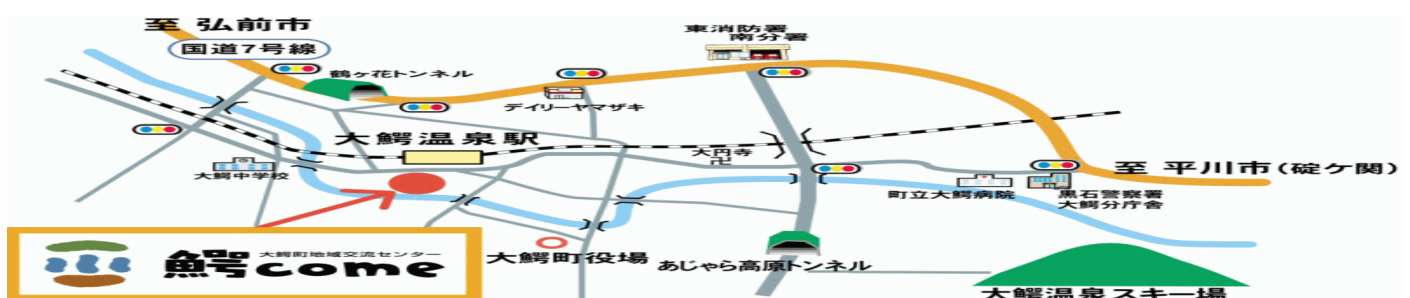 至 弘前市
国道7号線
鶴ヶ花トンネル
東消防署
南分署
デイリーヤマザキ
大鰐温泉駅
大鰐中学校
大円寺
卍
至 平川市(碇ケ関)
町立大鰐病院
黒石警察署
大鰐分庁舎
大鰐町役場
あじゃら高原トンネル
大鰐温泉スキー場
大鰐町地域交流センター
鰐come